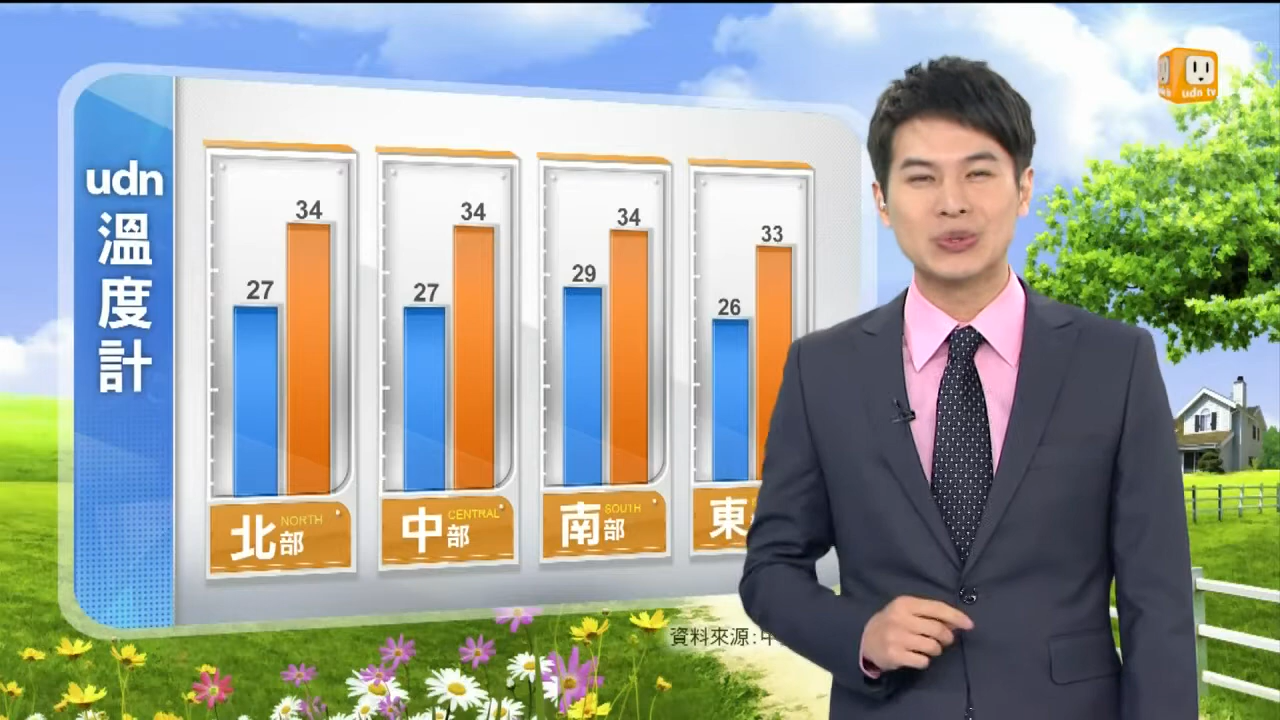 udn tv
udn
溫度計
27 34
27 34
29 34
26 33
北部 NORTH
中部 CENTRAL
南部 SOUTH
東
資料來源:中